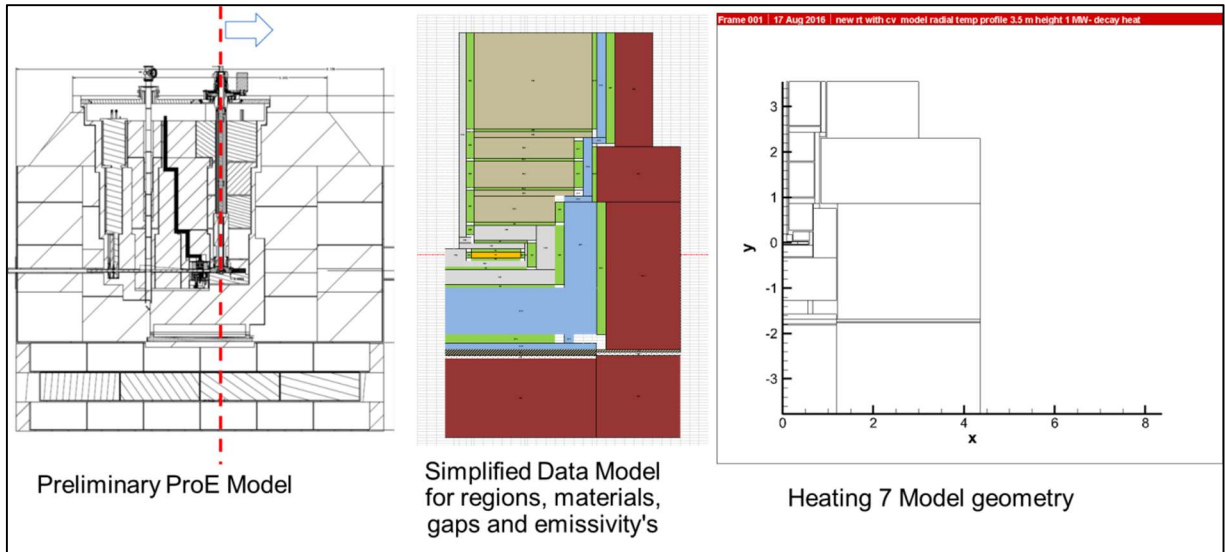 Frame 001 | 17 Aug 2016 | new rt with cv model radial temp profile 3.5 m height 1 MW- decay heat
3
2
1
0
-1
-2
-3
y
0
2
4
6
8
x
Preliminary ProE Model
Simplified Data Model
for regions, materials,
gaps and emissivity's
Heating 7 Model geometry